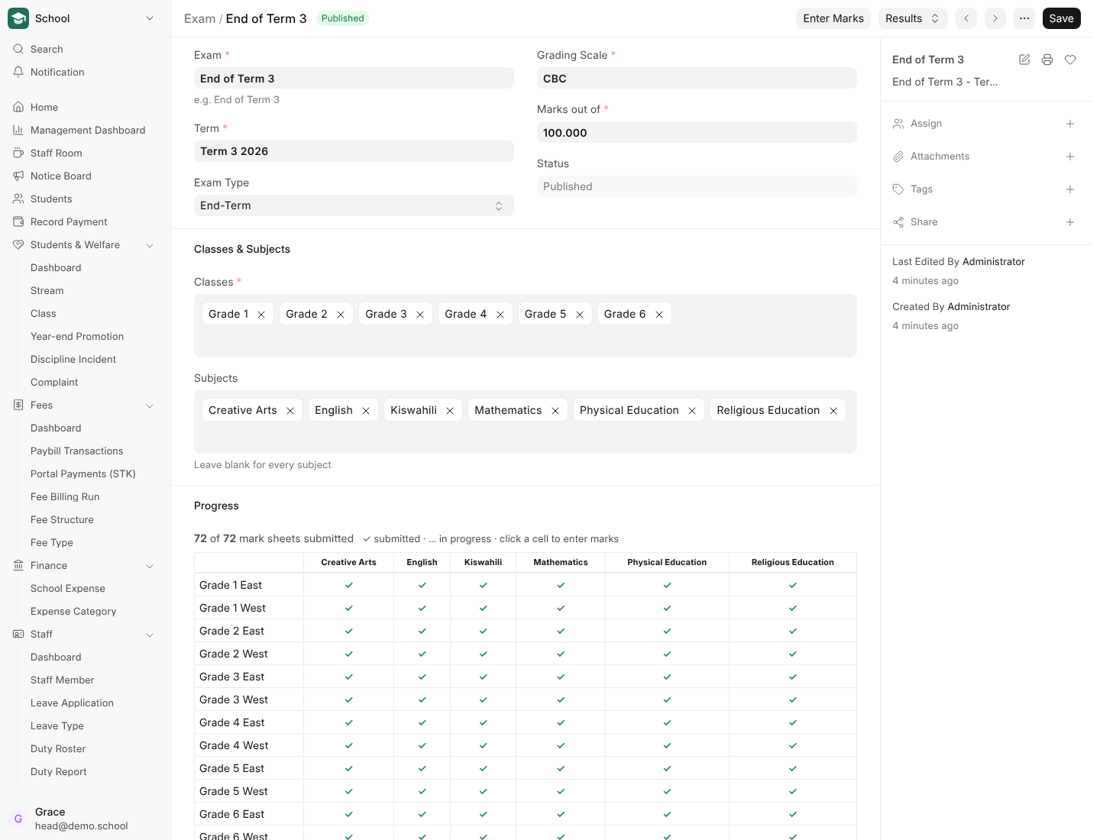 School
Search
Notification
Home
Management Dashboard
Staff Room
Notice Board
Students
Record Payment
Students & Welfare
Dashboard
Stream
Class
Year-end Promotion
Discipline Incident
Complaint
Fees
Dashboard
Paybill Transactions
Portal Payments (STK)
Fee Billing Run
Fee Structure
Fee Type
Finance
School Expense
Expense Category
Staff
Dashboard
Staff Member
Leave Application
Leave Type
Duty Roster
Duty Report
G
Grace
head@demo.school
Exam / End of Term 3 Published
Enter Marks Results ... Save
Exam *
End of Term 3
e.g. End of Term 3
Term *
Term 3 2026
Exam Type
End-Term
Grading Scale *
CBC
Marks out of *
100.000
Status
Published
Classes & Subjects
Classes *
Grade 1 Grade 2 Grade 3 Grade 4 Grade 5 Grade 6
Subjects
Creative Arts English Kiswahili Mathematics Physical Education Religious Education
Leave blank for every subject
Progress
72 of 72 mark sheets submitted ✓ submitted · … in progress · click a cell to enter marks
Creative Arts English Kiswahili Mathematics Physical Education Religious Education
Grade 1 East ✓ ✓ ✓ ✓ ✓ ✓
Grade 1 West ✓ ✓ ✓ ✓ ✓ ✓
Grade 2 East ✓ ✓ ✓ ✓ ✓ ✓
Grade 2 West ✓ ✓ ✓ ✓ ✓ ✓
Grade 3 East ✓ ✓ ✓ ✓ ✓ ✓
Grade 3 West ✓ ✓ ✓ ✓ ✓ ✓
Grade 4 East ✓ ✓ ✓ ✓ ✓ ✓
Grade 4 West ✓ ✓ ✓ ✓ ✓ ✓
Grade 5 East ✓ ✓ ✓ ✓ ✓ ✓
Grade 5 West ✓ ✓ ✓ ✓ ✓ ✓
Grade 6 East ✓ ✓ ✓ ✓ ✓ ✓
Grade 6 West ✓ ✓ ✓ ✓ ✓ ✓
End of Term 3
End of Term 3 - Ter...
Assign
Attachments
Tags
Share
Last Edited By Administrator
4 minutes ago
Created By Administrator
4 minutes ago